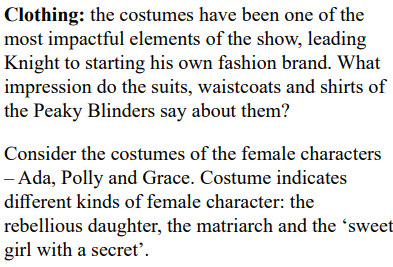 Clothing: the costumes have been one of the
most impactful elements of the show, leading
Knight to starting his own fashion brand. What
impression do the suits, waistcoats and shirts of
the Peaky Blinders say about them?
Consider the costumes of the female characters
– Ada, Polly and Grace. Costume indicates
different kinds of female character: the
rebellious daughter, the matriarch and the ‘sweet
girl with a secret’.